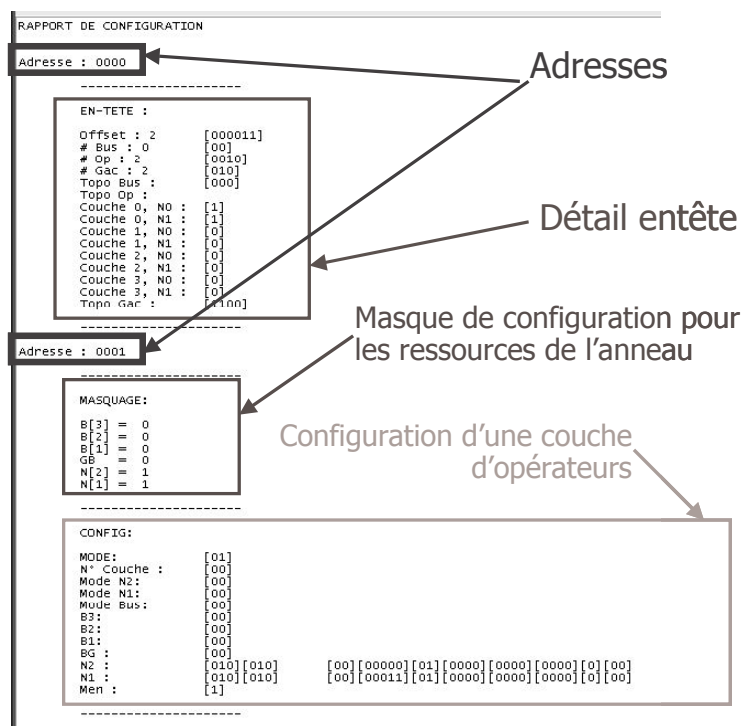 RAPPORT DE CONFIGURATION
Adresse : 0000
Adresses
----------------------
EN-TETE :
Offset : 2 [000011]
# Bus : 0 [00]
# Op : 2 [0010]
# Gac : 2 [010]
Topo Bus : [000]
Topo Op :
Couche 0, N0 : [1]
Couche 0, N1 : [1]
Couche 1, N0 : [0]
Couche 1, N1 : [0]
Couche 2, N0 : [0]
Couche 2, N1 : [0]
Couche 3, N0 : [0]
Couche 3, N1 : [0]
Topo Gac : [1100]
Détail entête
----------------------
Adresse : 0001
Masque de configuration pour
les ressources de l'anneau
----------------------
MASQUAGE:
B[3] = 0
B[2] = 0
B[1] = 0
GB = 0
N[2] = 1
N[1] = 1
Configuration d'une couche
d'opérateurs
----------------------
CONFIG:
MODE: [01]
N° Couche : [00]
Mode N2: [00]
Mode N1: [00]
Mode Bus: [00]
B3: [00]
B2: [00]
B1: [00]
BG : [00]
N2 : [010][010] [00][00000][01][0000][0000][0000][0][00]
N1 : [010][010] [00][00011][01][0000][0000][0000][0][00]
Men : [1]
----------------------